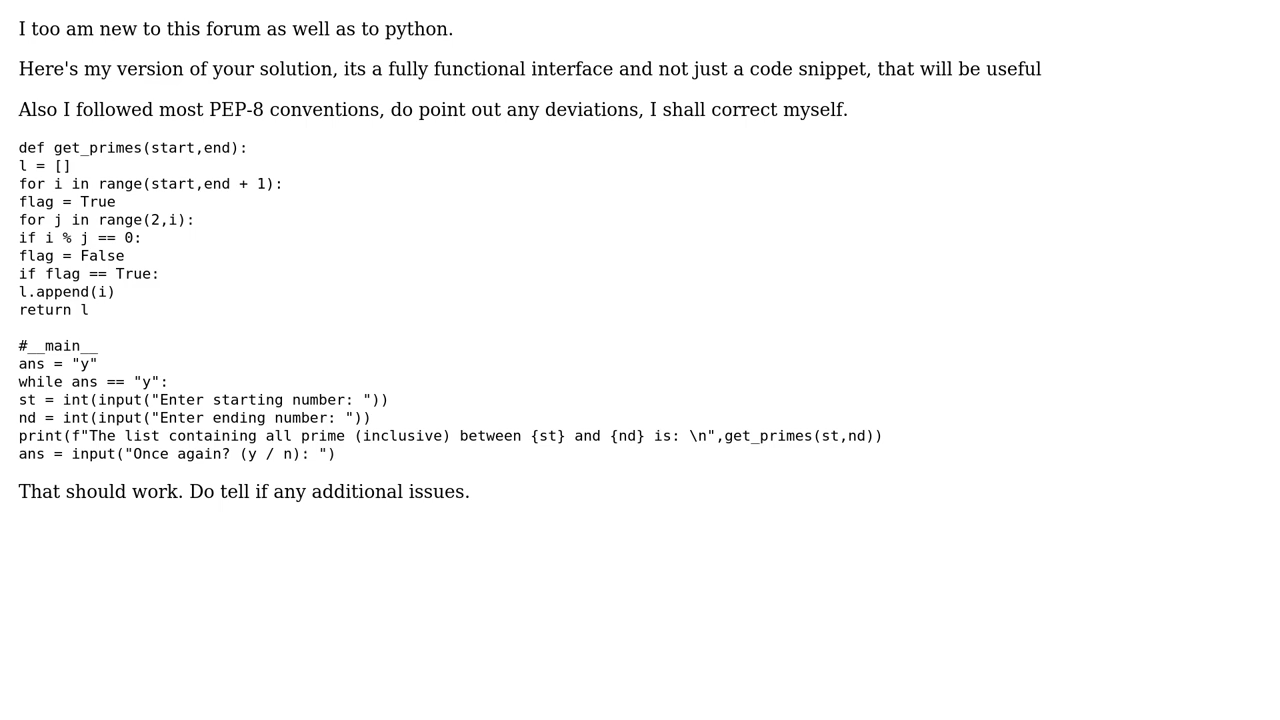 I too am new to this forum as well as to python.
Here's my version of your solution, its a fully functional interface and not just a code snippet, that will be useful
Also I followed most PEP-8 conventions, do point out any deviations, I shall correct myself.
def get_primes(start,end):
l = []
for i in range(start,end + 1):
flag = True
for j in range(2,i):
if i % j == 0:
flag = False
if flag == True:
l.append(i)
return l
#__main__
ans = "y"
while ans == "y":
st = int(input("Enter starting number: "))
nd = int(input("Enter ending number: "))
print(f"The list containing all prime (inclusive) between {st} and {nd} is: \n",get_primes(st,nd))
ans = input("Once again? (y / n): ")
That should work. Do tell if any additional issues.